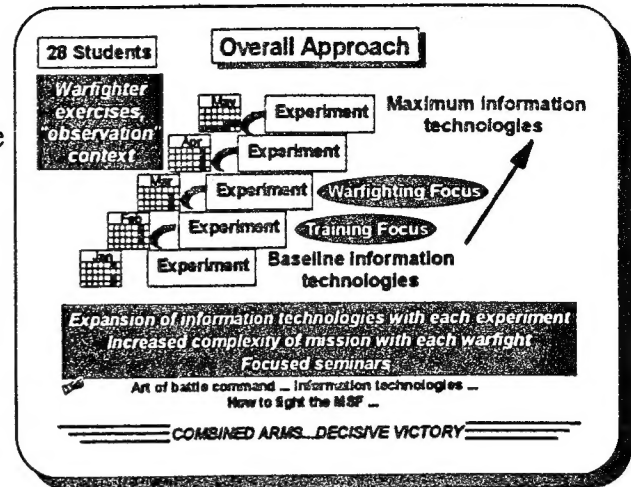 28 Students
Overall Approach
Warfighter
exercises,
"observation"
context
May
Experiment
Maximum information
technologies
Apr
Experiment
Mar
Experiment
Warfighting Focus
Feb
Experiment
Training Focus
Jan
Experiment
Baseline information
technologies
Expansion of information technologies with each experiment
Increased complexity of mission with each warfight
Focused seminars
Art of battle command ... Information technologies ...
How to fight the MSF ...
COMBINED ARMS...DECISIVE VICTORY